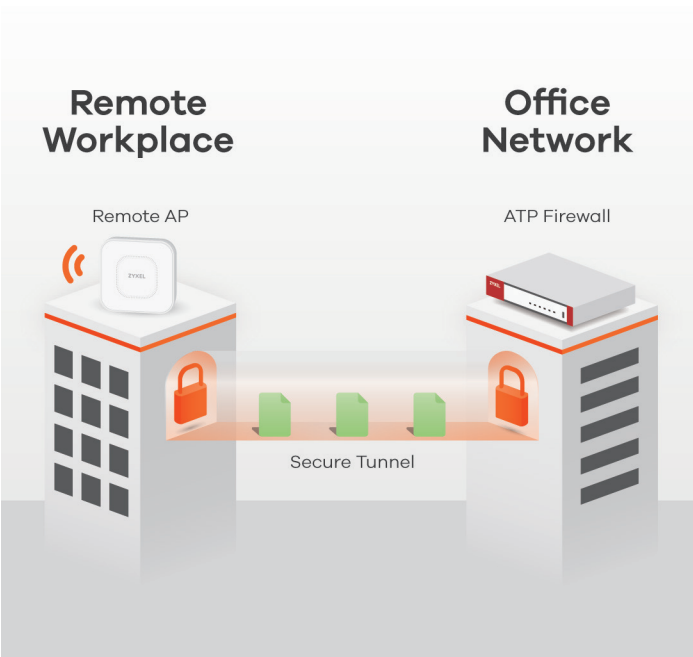 Remote
Workplace
Office
Network
Remote AP
ATP Firewall
ZYXEL
ZYXEL
Secure Tunnel